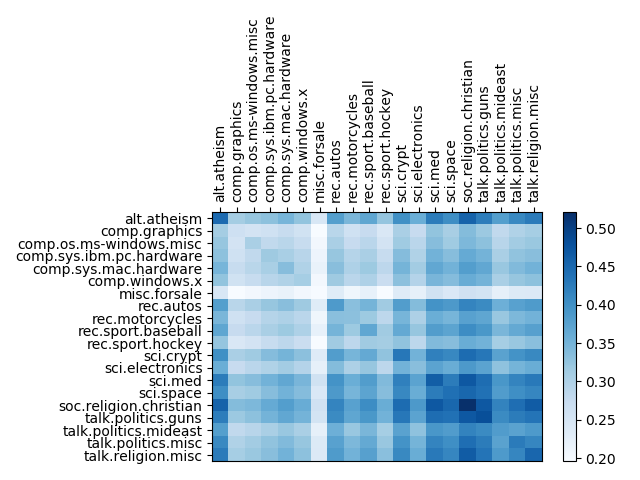 alt.atheism
comp.graphics
comp.os.ms-windows.misc
comp.sys.ibm.pc.hardware
comp.sys.mac.hardware
comp.windows.x
misc.forsale
rec.autos
rec.motorcycles
rec.sport.baseball
rec.sport.hockey
sci.crypt
sci.electronics
sci.med
sci.space
soc.religion.christian
talk.politics.guns
talk.politics.mideast
talk.politics.misc
talk.religion.misc
alt.atheism
comp.graphics
comp.os.ms-windows.misc
comp.sys.ibm.pc.hardware
comp.sys.mac.hardware
comp.windows.x
misc.forsale
rec.autos
rec.motorcycles
rec.sport.baseball
rec.sport.hockey
sci.crypt
sci.electronics
sci.med
sci.space
soc.religion.christian
talk.politics.guns
talk.politics.mideast
talk.politics.misc
talk.religion.misc
0.50
0.45
0.40
0.35
0.30
0.25
0.20